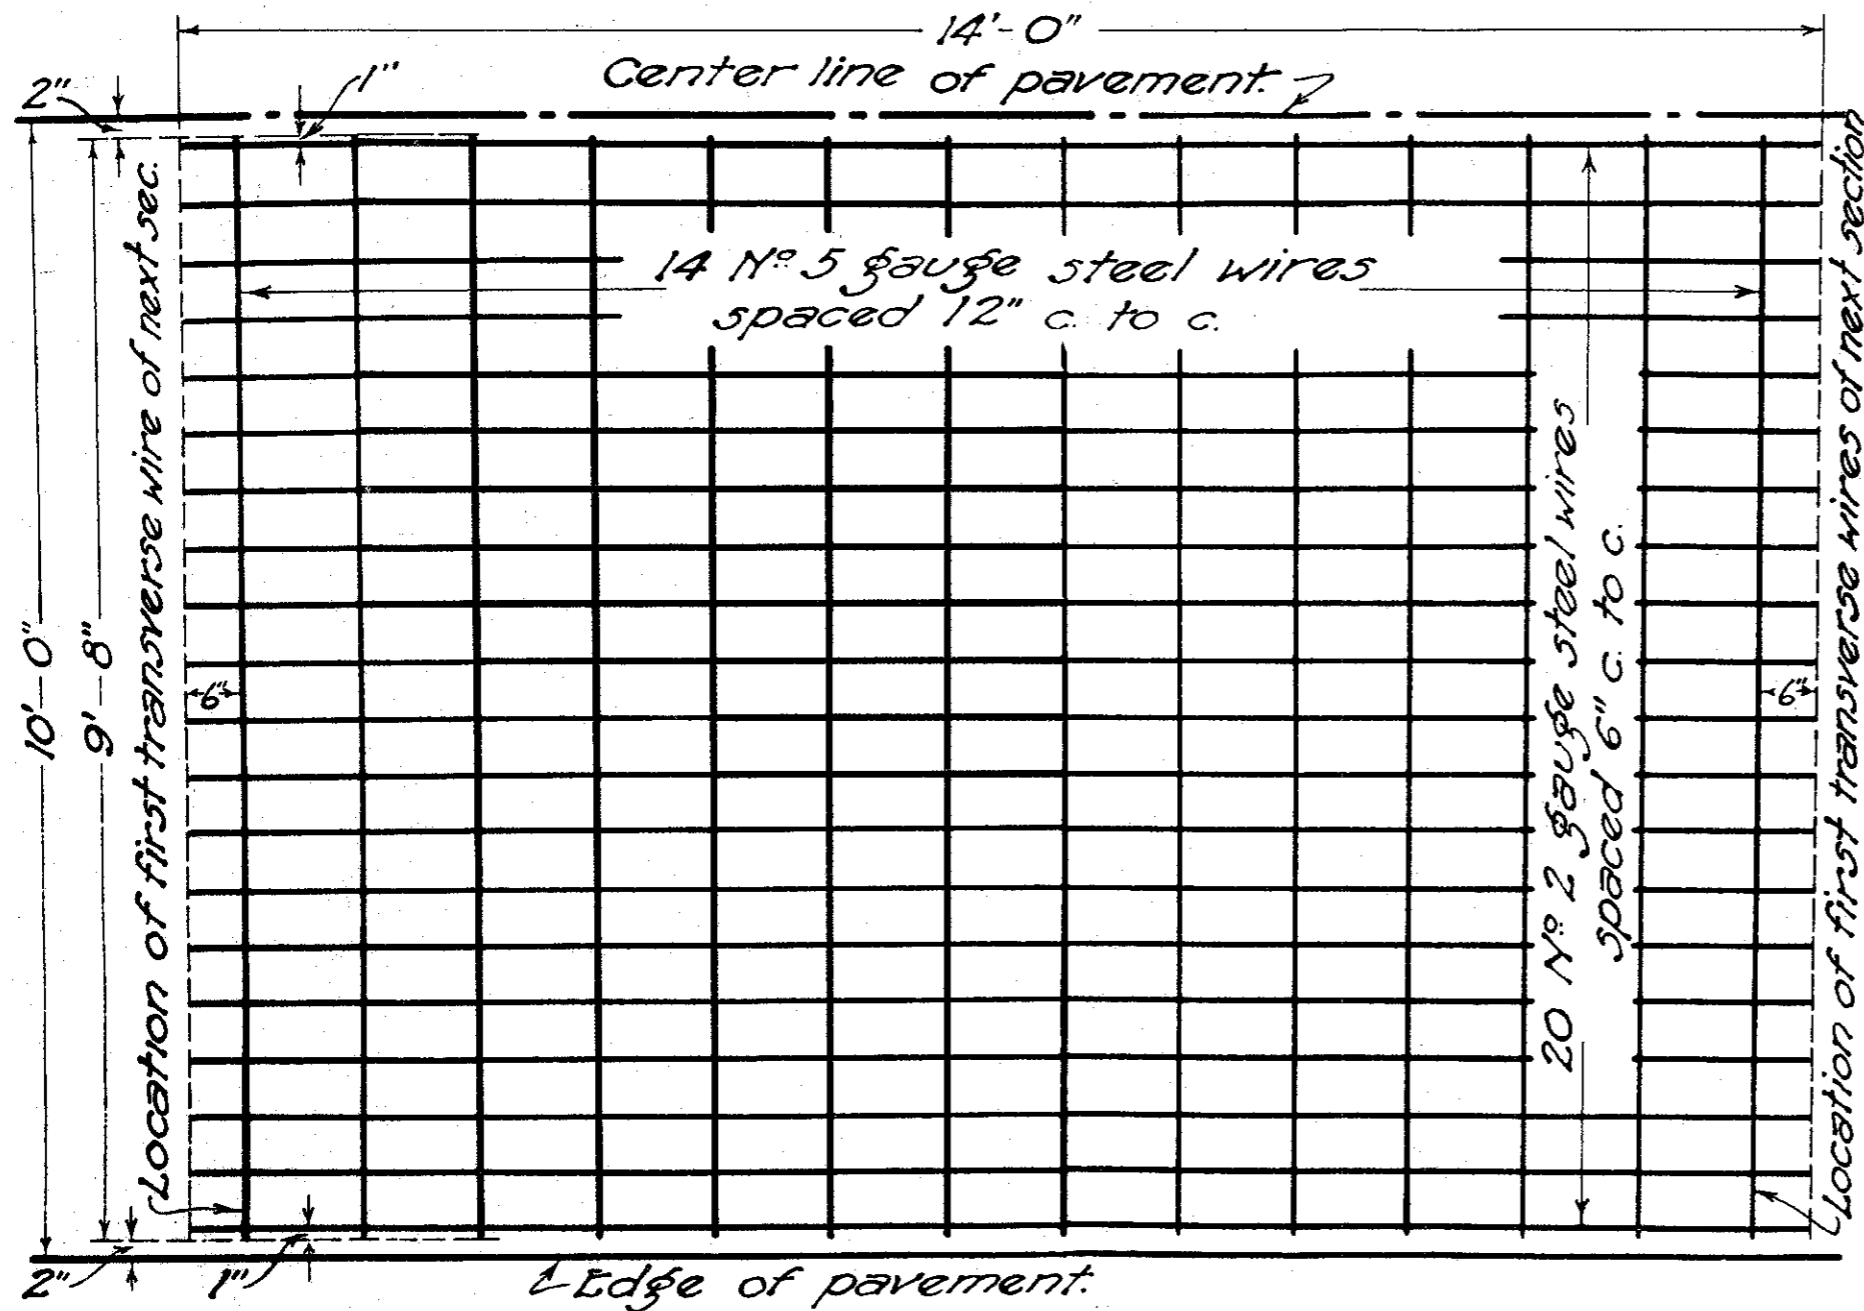 14'-0"
Center line of pavement.
2"
1"
14 Nº 5 gauge steel wires
spaced 12" c. to c.
Location of first transverse wire of next sec.
10'-0"
9'-8"
6"
20 Nº 2 gauge steel wires
spaced 6" c. to c.
6"
Location of first transverse wires of next section
2"
1"
Edge of pavement.